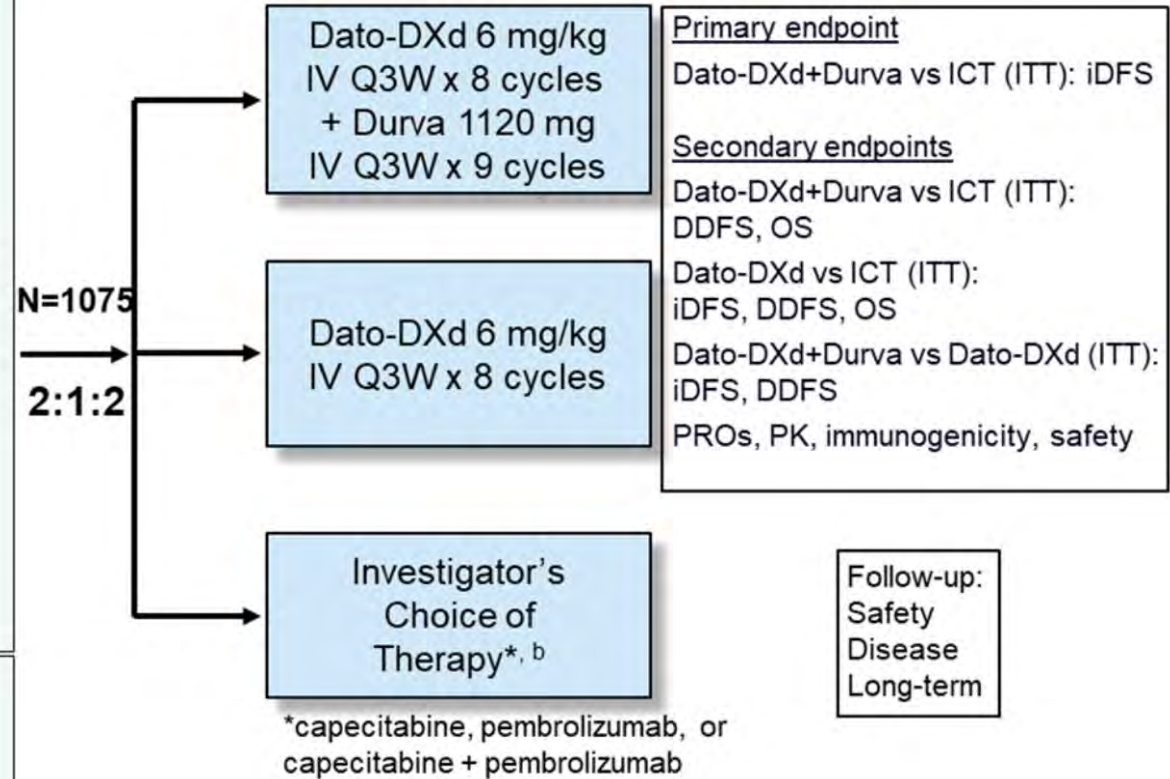 N=1075
2:1:2
Dato-DXd 6 mg/kg
IV Q3W x 8 cycles
+ Durva 1120 mg
IV Q3W x 9 cycles
Dato-DXd 6 mg/kg
IV Q3W x 8 cycles
Investigator's
Choice of
Therapy*, b
*capecitabine, pembrolizumab, or
capecitabine + pembrolizumab
Primary endpoint
Dato-DXd+Durva vs ICT (ITT): iDFS
Secondary endpoints
Dato-DXd+Durva vs ICT (ITT):
DDFS, OS
Dato-DXd vs ICT (ITT):
iDFS, DDFS, OS
Dato-DXd+Durva vs Dato-DXd (ITT):
iDFS, DDFS
PROs, PK, immunogenicity, safety
Follow-up:
Safety
Disease
Long-term